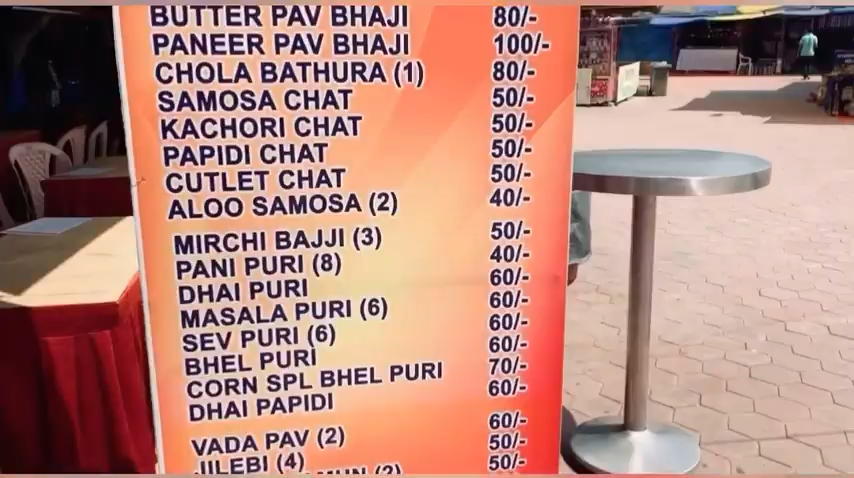 BUTTER PAV BHAJI 80/-
PANEER PAV BHAJI 100/-
CHOLA BATHURA (1) 80/-
SAMOSA CHAT 50/-
KACHORI CHAT 50/-
PAPIDI CHAT 50/-
CUTLET CHAT 50/-
ALOO SAMOSA (2) 40/-
MIRCHI BAJJI (3) 50/-
PANI PURI (8) 40/-
DHAI PURI 60/-
MASALA PURI (6) 60/-
SEV PURI (6) 60/-
BHEL PURI 60/-
CORN SPL BHEL PURI 70/-
DHAI PAPIDI 60/-
VADA PAV (2) 60/-
JILEBI (4) 50/-
(2) 50/-